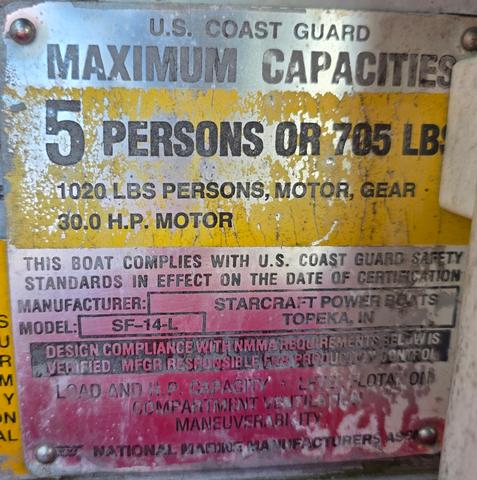 U.S. COAST GUARD
MAXIMUM CAPACITIES
5 PERSONS OR 705 LBS
1020 LBS PERSONS, MOTOR, GEAR
30.0 H.P. MOTOR
THIS BOAT COMPLIES WITH U.S. COAST GUARD SAFETY
STANDARDS IN EFFECT ON THE DATE OF CERTIFICATION
MANUFACTURER: STARCRAFT POWER BOATS
MODEL: SF-14-L TOPEKA, IN
DESIGN COMPLIANCE WITH NMMA REQUIREMENTS BELOW IS
VERIFIED. MFGR RESPONSIBLE FOR PRODUCTION CONTROL
LOAD AND H.P. CAPACITY - FLOTATION
COMPARTMENT VENTILATION
MANEUVERABILITY
NATIONAL MARINE MANUFACTURERS ASSN